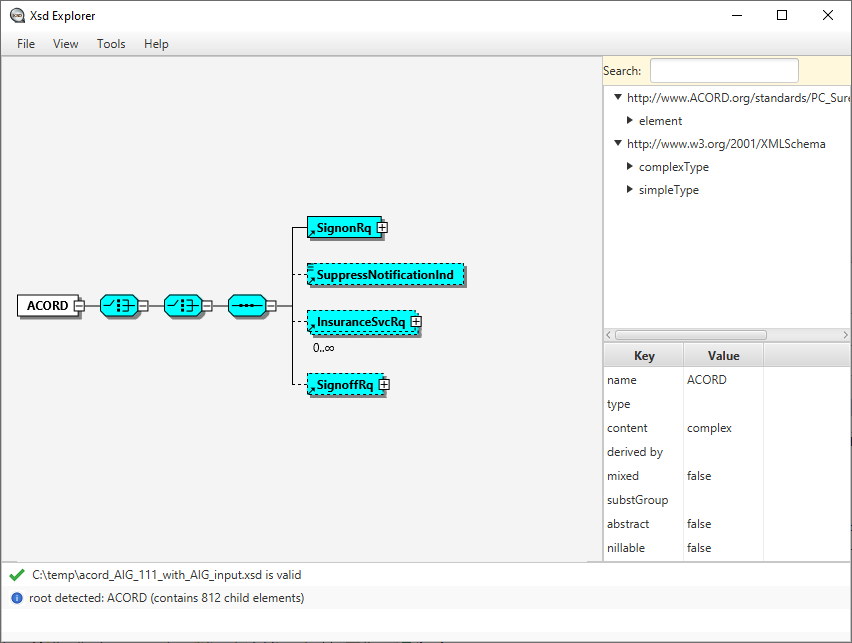 Xsd Explorer
File View Tools Help
Search:
http://www.ACORD.org/standards/PC_Sure
element
http://www.w3.org/2001/XMLSchema
complexType
simpleType
SignonRq
SuppressNotificationInd
ACORD
InsuranceSvcRq
0..∞
SignoffRq
Key Value
name ACORD
type
content complex
derived by
mixed false
substGroup
abstract false
nillable false
C:\temp\acord_AIG_111_with_AIG_input.xsd is valid
root detected: ACORD (contains 812 child elements)